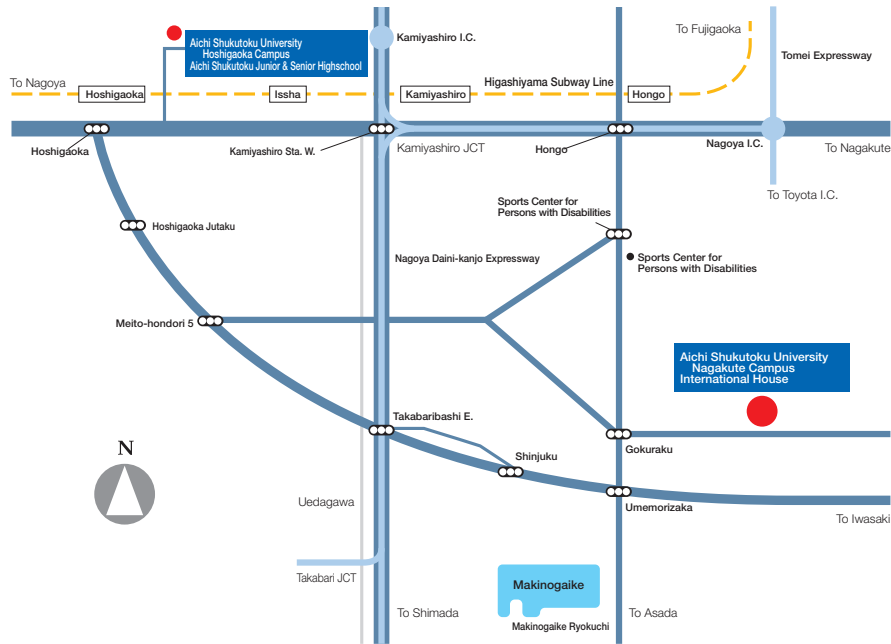 Kamiyashiro I.C.
To Fujigaoka
Aichi Shukutoku University
Hoshigaoka Campus
Aichi Shukutoku Junior & Senior Highschool
Tomei Expressway
To Nagoya
Higashiyama Subway Line
Hoshigaoka
Issha
Kamiyashiro
Hongo
Hoshigaoka
Kamiyashiro Sta. W.
Kamiyashiro JCT
Hongo
Nagoya I.C.
To Nagakute
To Toyota I.C.
Sports Center for
Persons with Disabilities
Hoshigaoka Jutaku
Nagoya Daini-kanjo Expressway
Sports Center for
Persons with Disabilities
Meito-hondori 5
Aichi Shukutoku University
Nagakute Campus
International House
Takabaribashi E.
N
Shinjuku
Gokuraku
Uedagawa
Umemorizaka
To Iwasaki
Takabari JCT
Makinogaike
To Shimada
Makinogaike Ryokuchi
To Asada